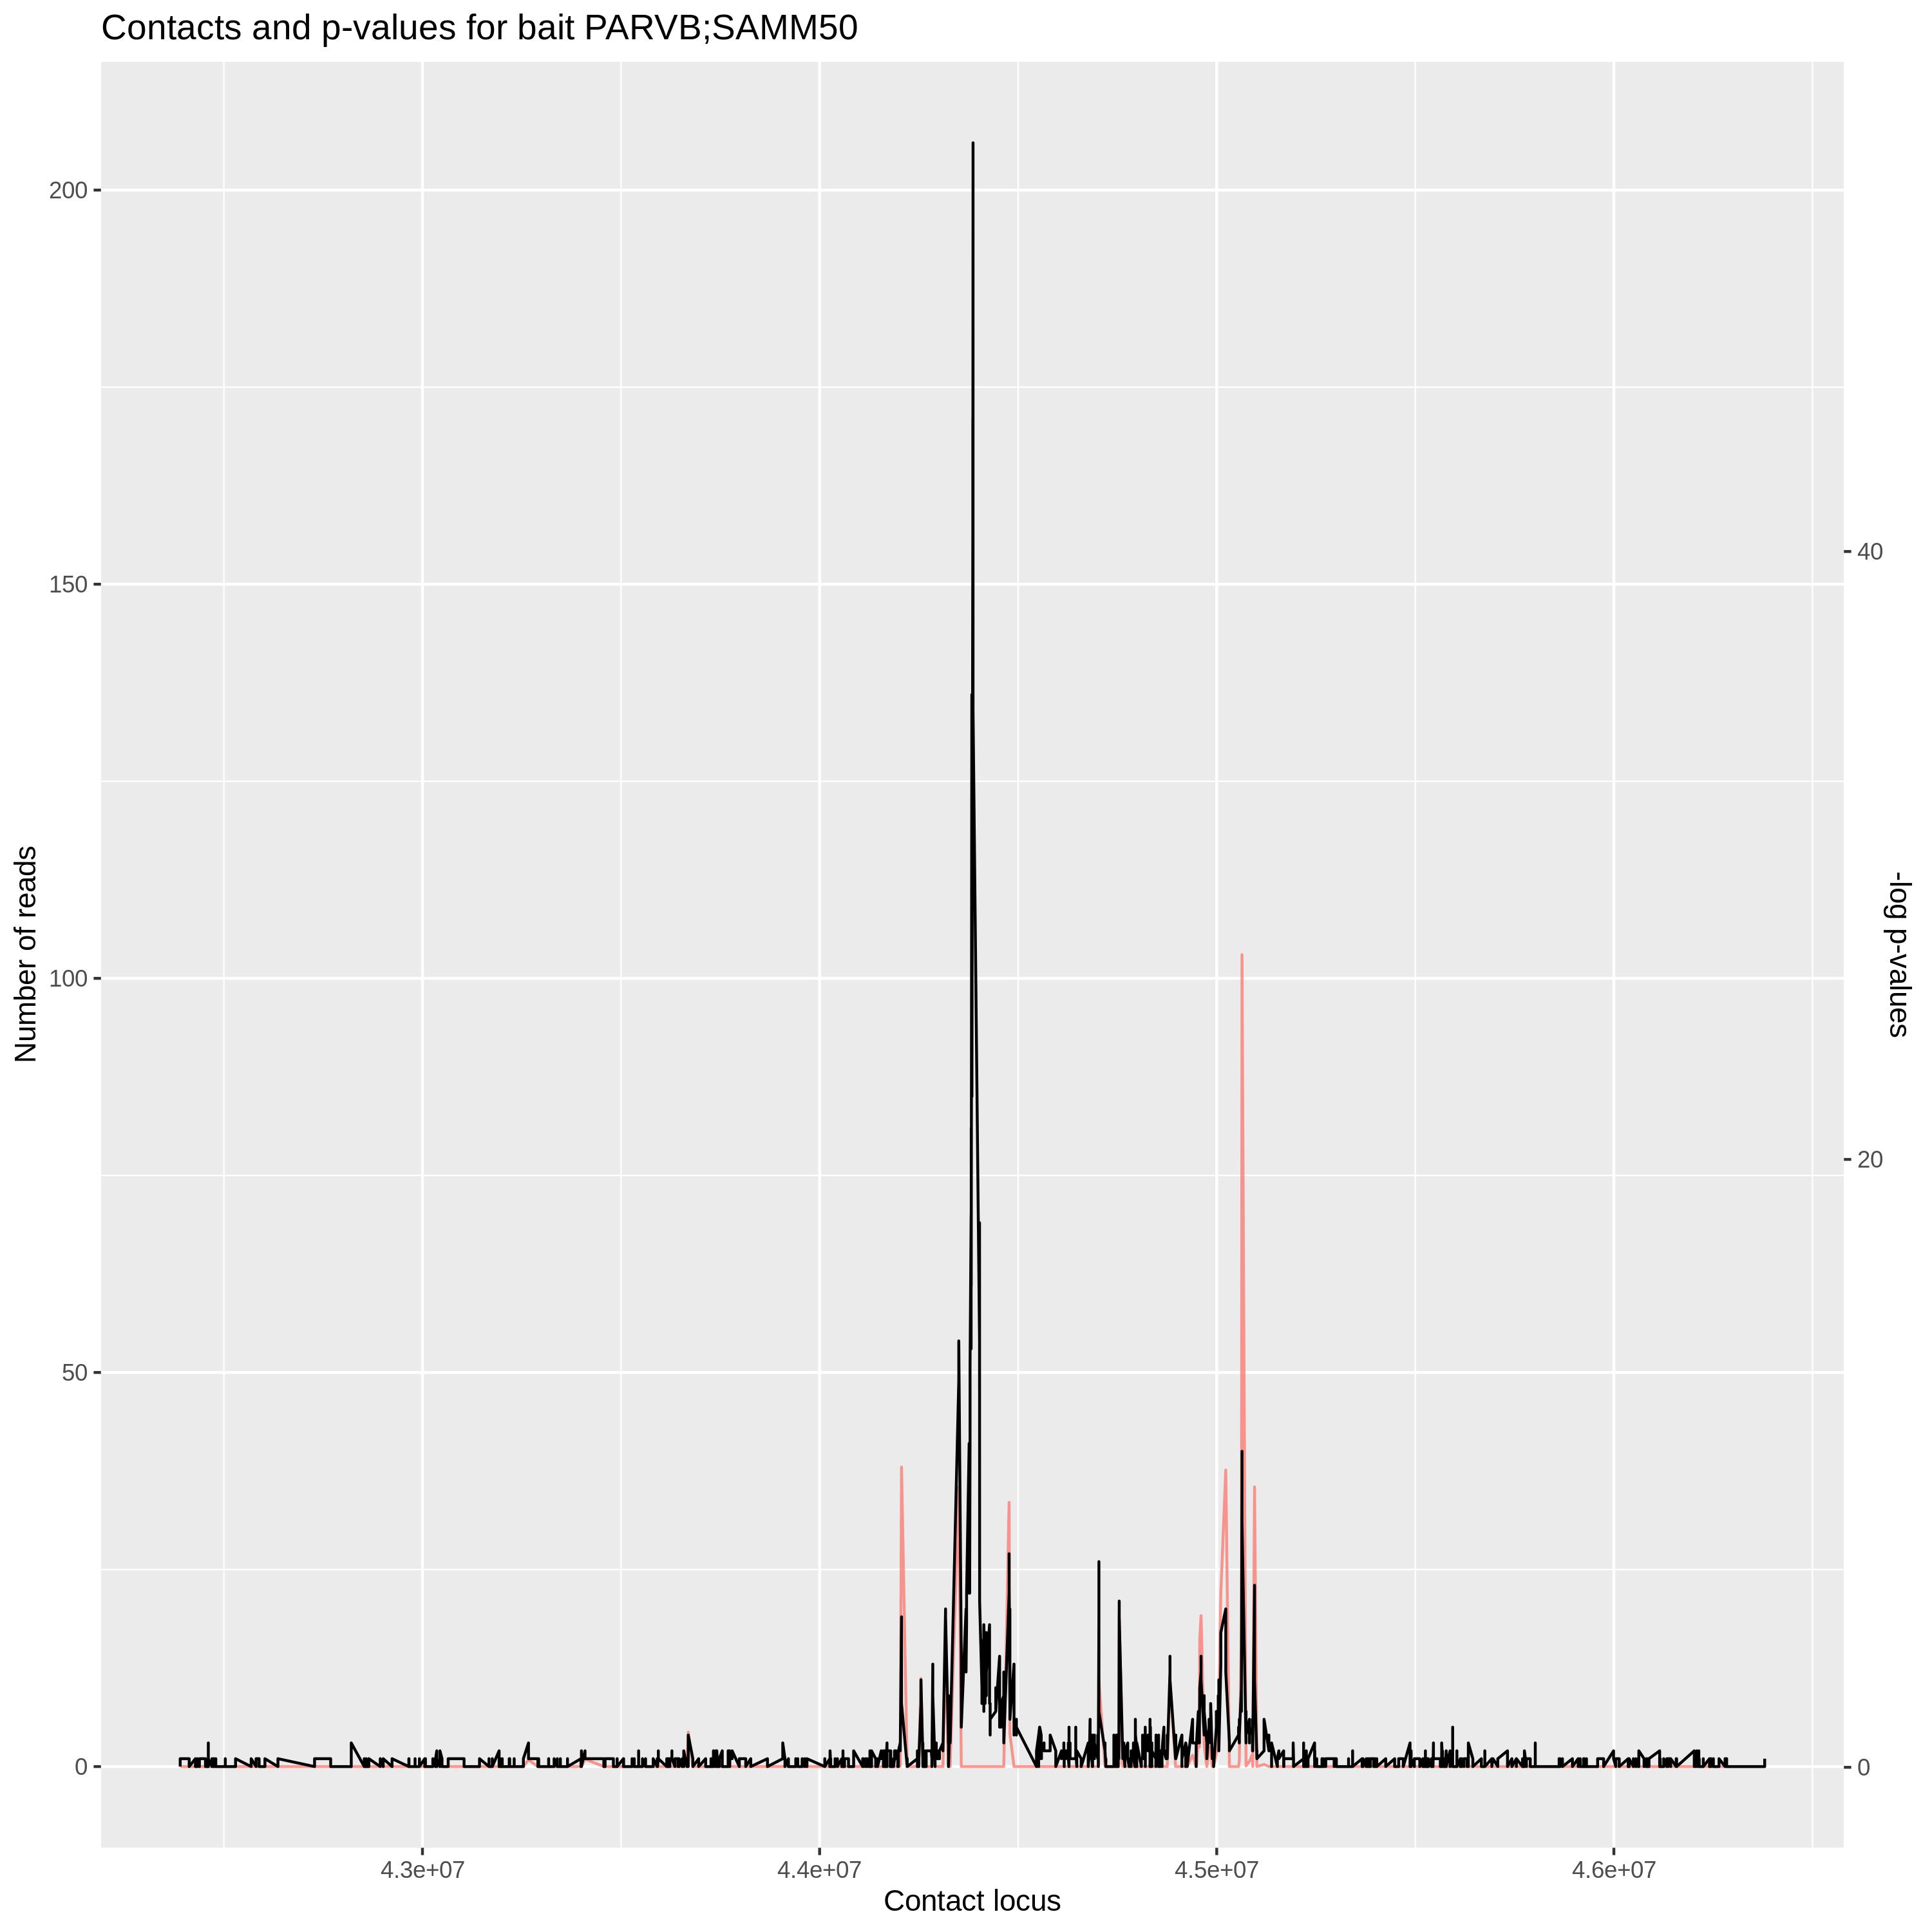 Contacts and p-values for bait PARVB;SAMM50
200
150
100
50
0
Number of reads
40
20
0
-log p-values
4.3e+07
4.4e+07
4.5e+07
4.6e+07
Contact locus